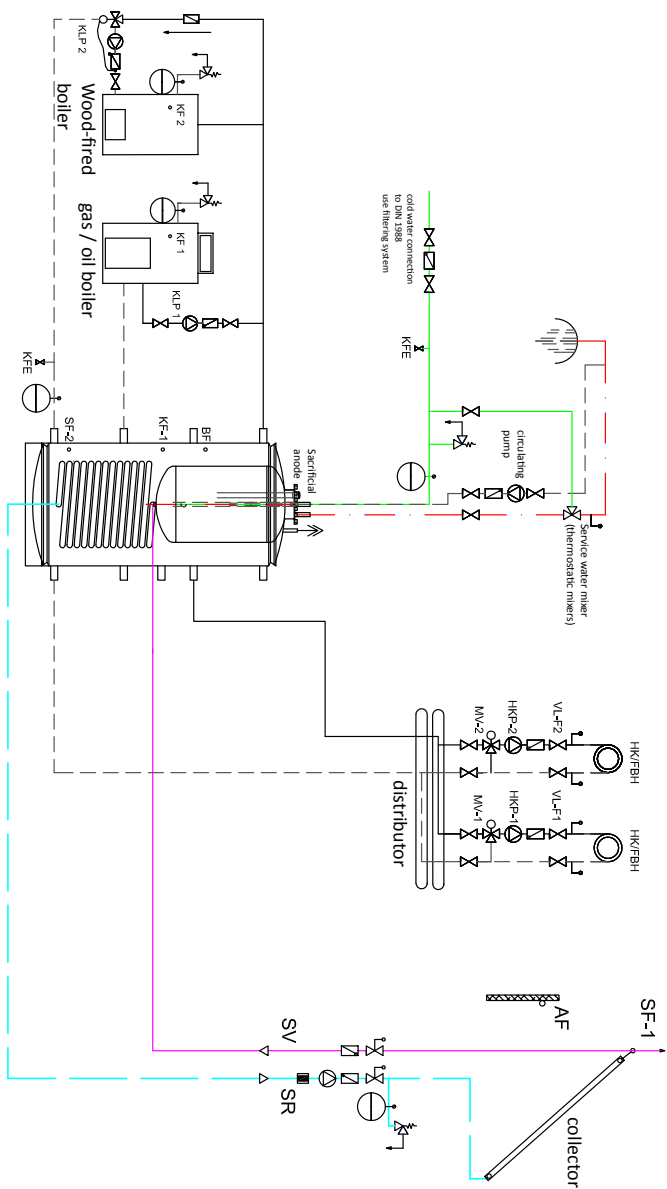 KLP 2
KF 2
Wood-fired
boiler
KF 1
gas / oil boiler
KLP 1
KFE
SF-2
KF-1
BF
Sacrificial
anode
cold water connection
to DIN 1988
use filtering system
KFE
circulating
pump
Service water mixer
(thermostatic mixers)
HK/FBH
VL-F2
HKP-2
MV-2
HK/FBH
VL-F1
HKP-1
MV-1
distributor
AF
SF-1
collector
SV
SR